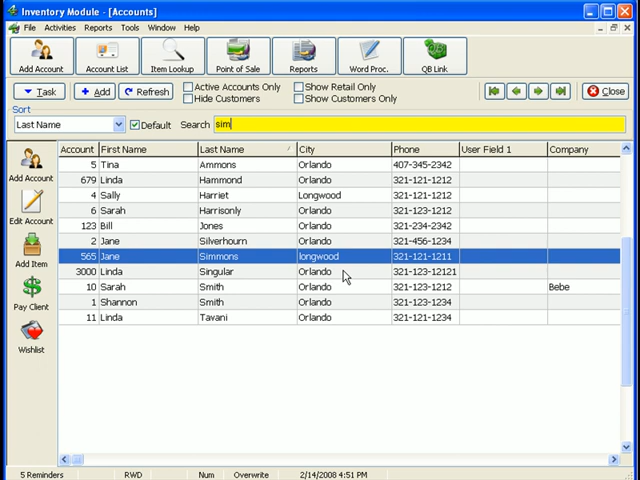 Inventory Module - [Accounts]
File Activities Reports Tools Window Help
Add Account Account List Item Lookup Point of Sale Reports Word Proc. QB Link
Task Add Refresh Active Accounts Only Show Retail Only Close
Hide Customers Show Customers Only
Sort
Last Name Default Search sim
Account First Name Last Name City Phone User Field 1 Company
5 Tina Ammons Orlando 407-345-2342
679 Linda Hammond Orlando 321-121-1212
4 Sally Harriet Longwood 321-121-1212
6 Sarah Harrisonly Orlando 321-123-1212
123 Bill Jones Orlando 321-234-2342
2 Jane Silverhourn Orlando 321-456-1234
565 Jane Simmons longwood 321-121-1211
3000 Linda Singular Orlando 321-123-12121
10 Sarah Smith Orlando 321-123-1212 Bebe
1 Shannon Smith Orlando 321-123-1234
11 Linda Tavani Orlando 321-121-1234
Add Account
Edit Account
Add Item
Pay Client
Wishlist
5 Reminders RWD Num Overwrite 2/14/2008 4:51 PM